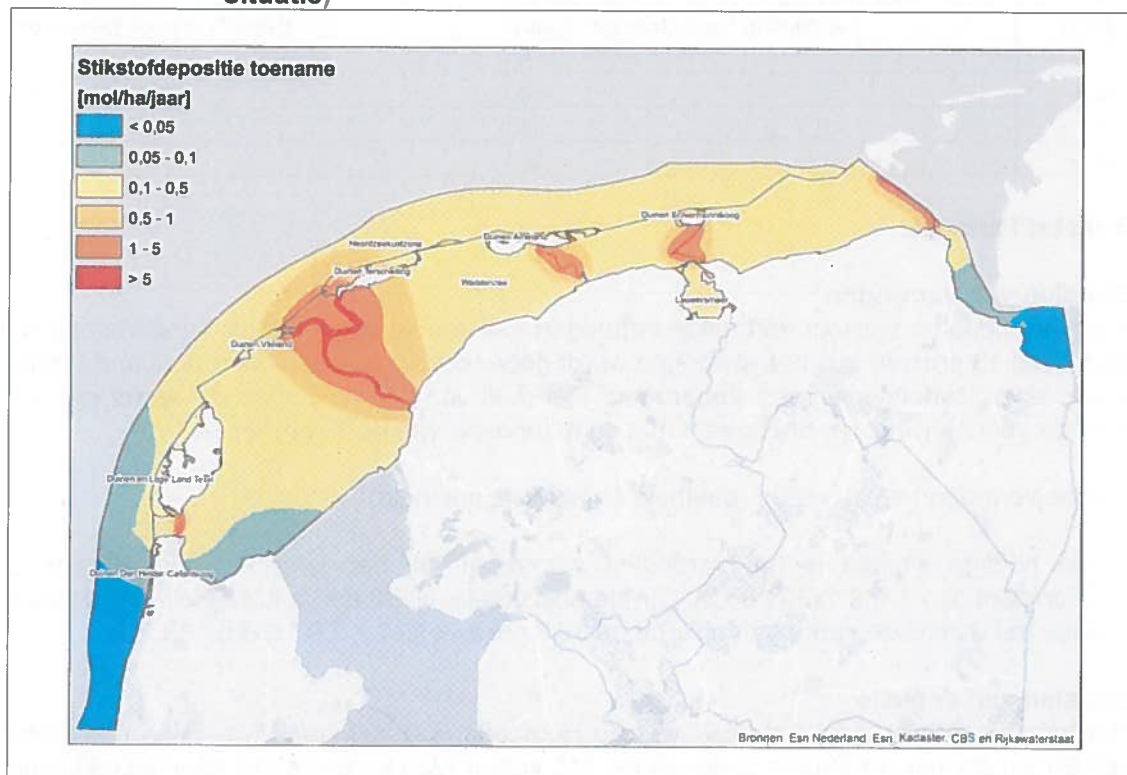 situatie)
Stikstofdepositie toename
[mol/ha/jaar]
< 0,05
0,05 - 0,1
0,1 - 0,5
0,5 - 1
1 - 5
> 5
Duinen Schiermonnikoog
Duinen Ameland
Noordzeekustzone
Duinen Terschelling
Waddenzee
Lauwersmeer
Duinen Vlieland
Duinen en Lage Land Texel
Duinen Den Helder-Callantsoog
Bronnen: Esri Nederland, Esri, Kadaster, CBS en Rijkswaterstaat